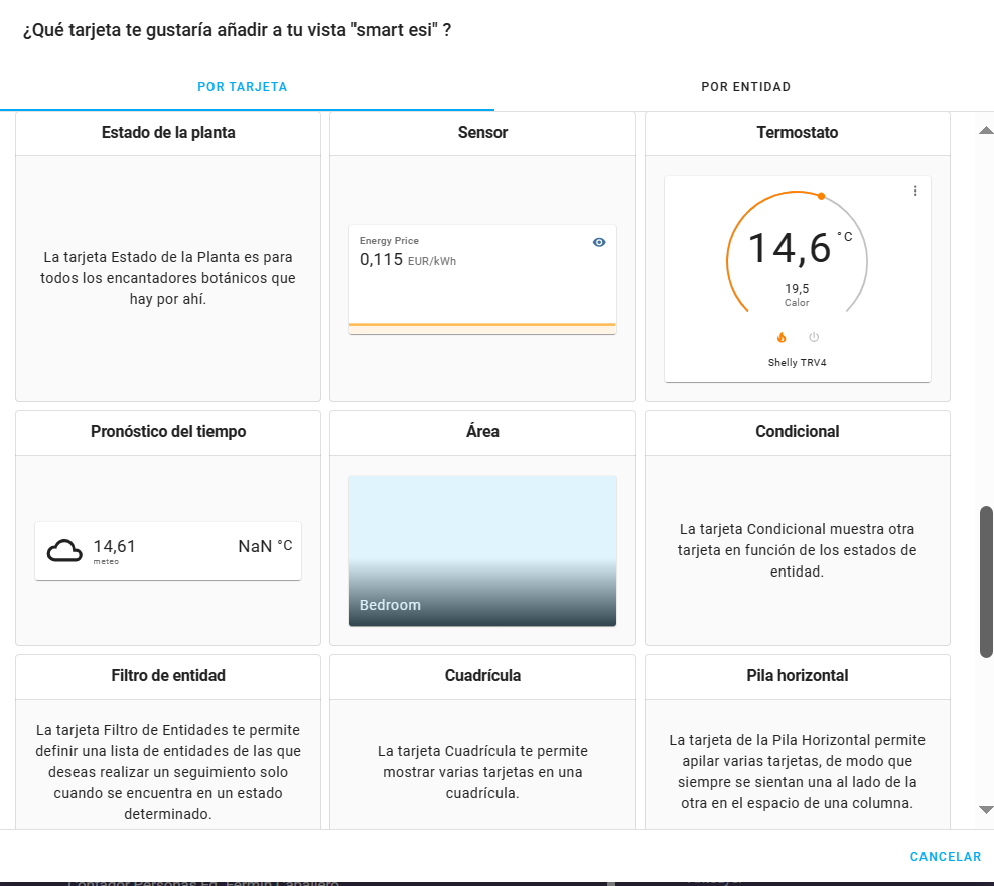 ¿Qué tarjeta te gustaría añadir a tu vista "smart esi" ?
POR TARJETA
POR ENTIDAD
Estado de la planta
La tarjeta Estado de la Planta es para
todos los encantadores botánicos que
hay por ahí.
Sensor
Energy Price
0,115 EUR/kWh
Termostato
14,6 °C
19,5
Calor
Shelly TRV4
Pronóstico del tiempo
14,61
meteo
NaN °C
Área
Bedroom
Condicional
La tarjeta Condicional muestra otra
tarjeta en función de los estados de
entidad.
Filtro de entidad
La tarjeta Filtro de Entidades te permite
definir una lista de entidades de las que
deseas realizar un seguimiento solo
cuando se encuentra en un estado
determinado.
Cuadrícula
La tarjeta Cuadrícula te permite
mostrar varias tarjetas en una
cuadrícula.
Pila horizontal
La tarjeta de la Pila Horizontal permite
apilar varias tarjetas, de modo que
siempre se sientan una al lado de la
otra en el espacio de una columna.
CANCELAR